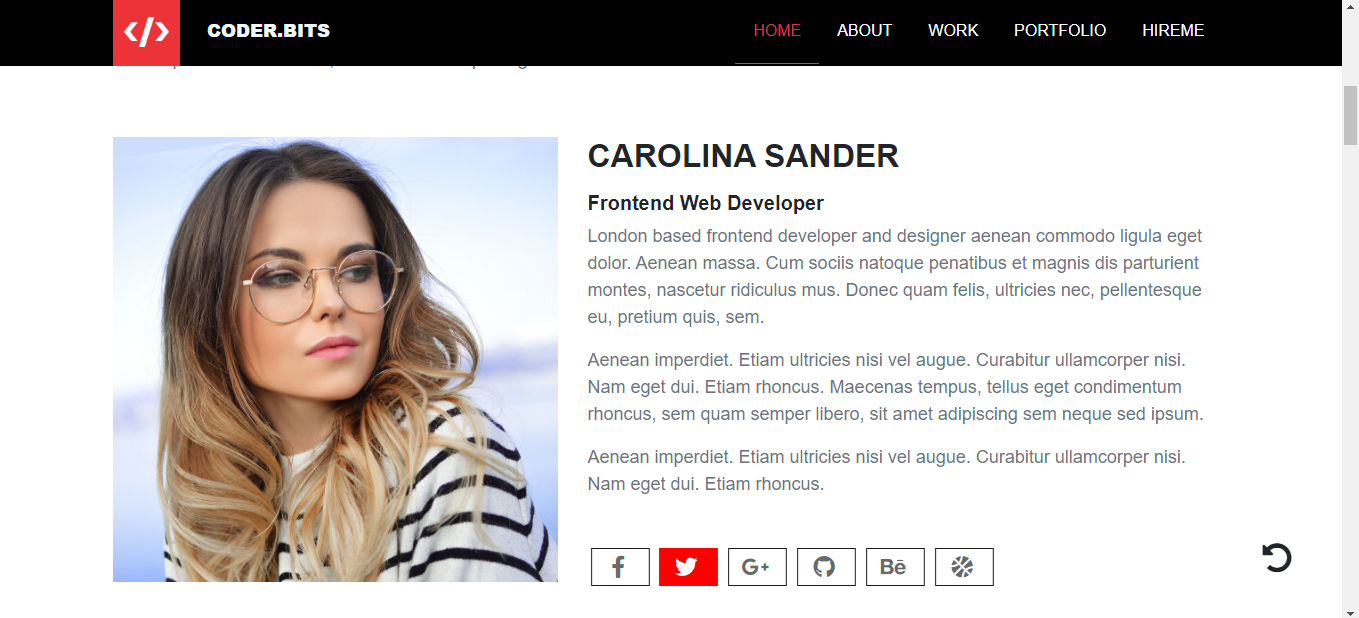 </>
CODER.BITS
HOME
ABOUT
WORK
PORTFOLIO
HIREME
CAROLINA SANDER
Frontend Web Developer
London based frontend developer and designer aenean commodo ligula eget
dolor. Aenean massa. Cum sociis natoque penatibus et magnis dis parturient
montes, nascetur ridiculus mus. Donec quam felis, ultricies nec, pellentesque
eu, pretium quis, sem.
Aenean imperdiet. Etiam ultricies nisi vel augue. Curabitur ullamcorper nisi.
Nam eget dui. Etiam rhoncus. Maecenas tempus, tellus eget condimentum
rhoncus, sem quam semper libero, sit amet adipiscing sem neque sed ipsum.
Aenean imperdiet. Etiam ultricies nisi vel augue. Curabitur ullamcorper nisi.
Nam eget dui. Etiam rhoncus.
f
G+
Bē